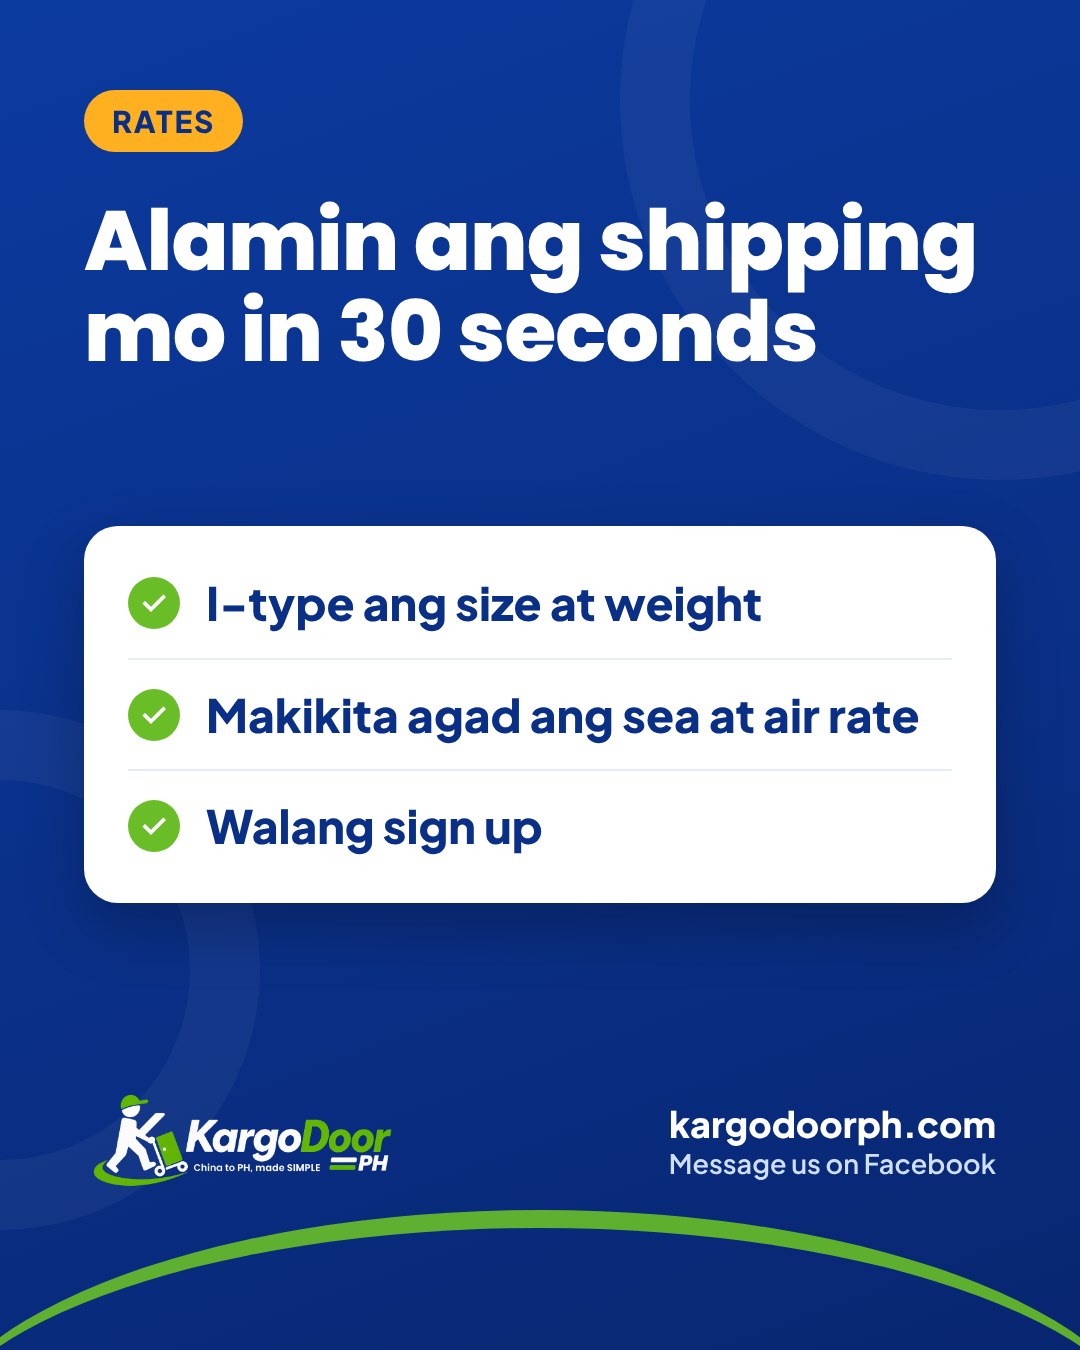 RATES
Alamin ang shipping
mo in 30 seconds
I-type ang size at weight
Makikita agad ang sea at air rate
Walang sign up
KargoDoor
China to PH, made SIMPLE
PH
kargodoorph.com
Message us on Facebook